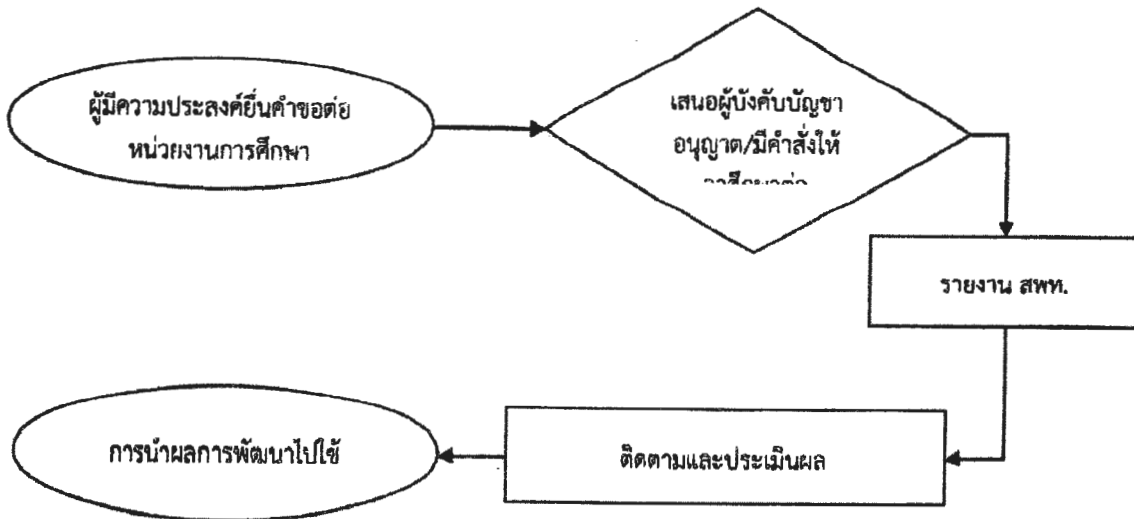 ผู้มีความประสงค์ยื่นคำขอต่อ
หน่วยงานการศึกษา
เสนอผู้บังคับบัญชา
อนุญาต/มีคำสั่งให้
รายงาน สพท.
ติดตามและประเมินผล
การนำผลการพัฒนาไปใช้